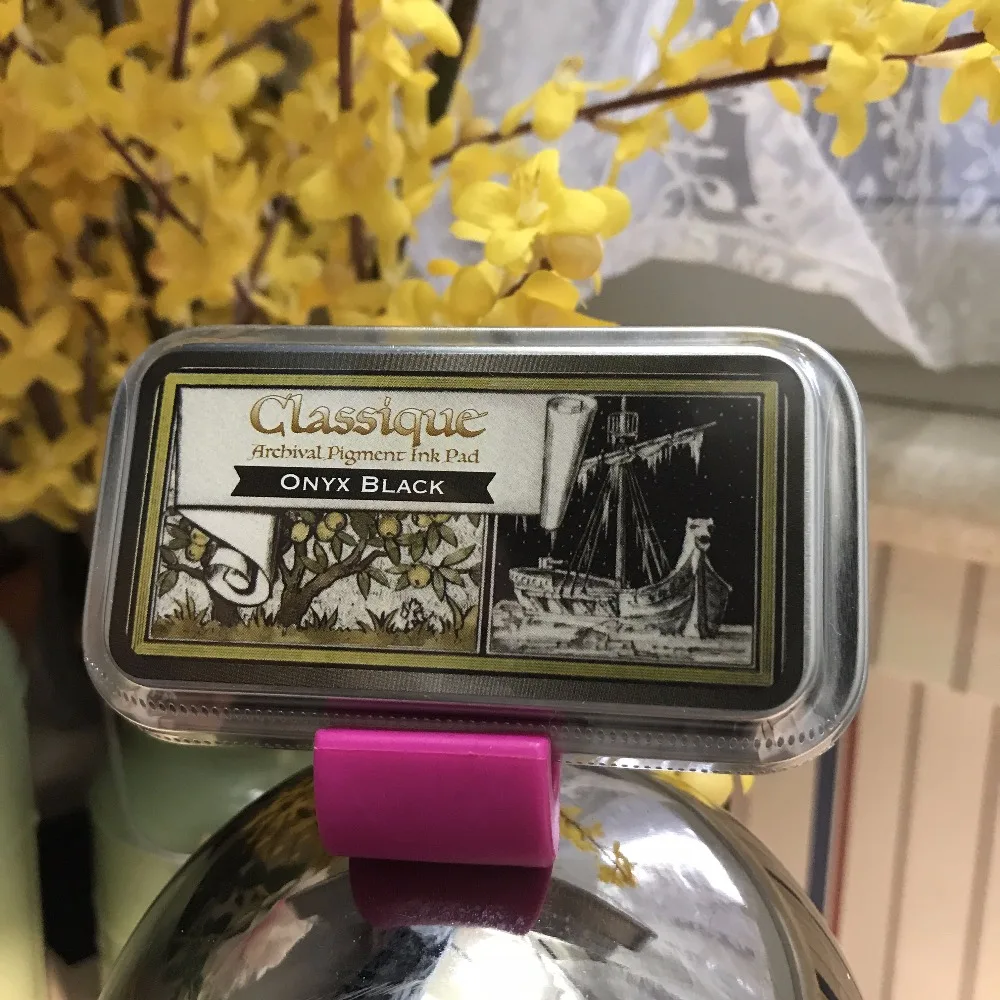 Classique
Archival Pigment Ink Pad
ONYX BLACK